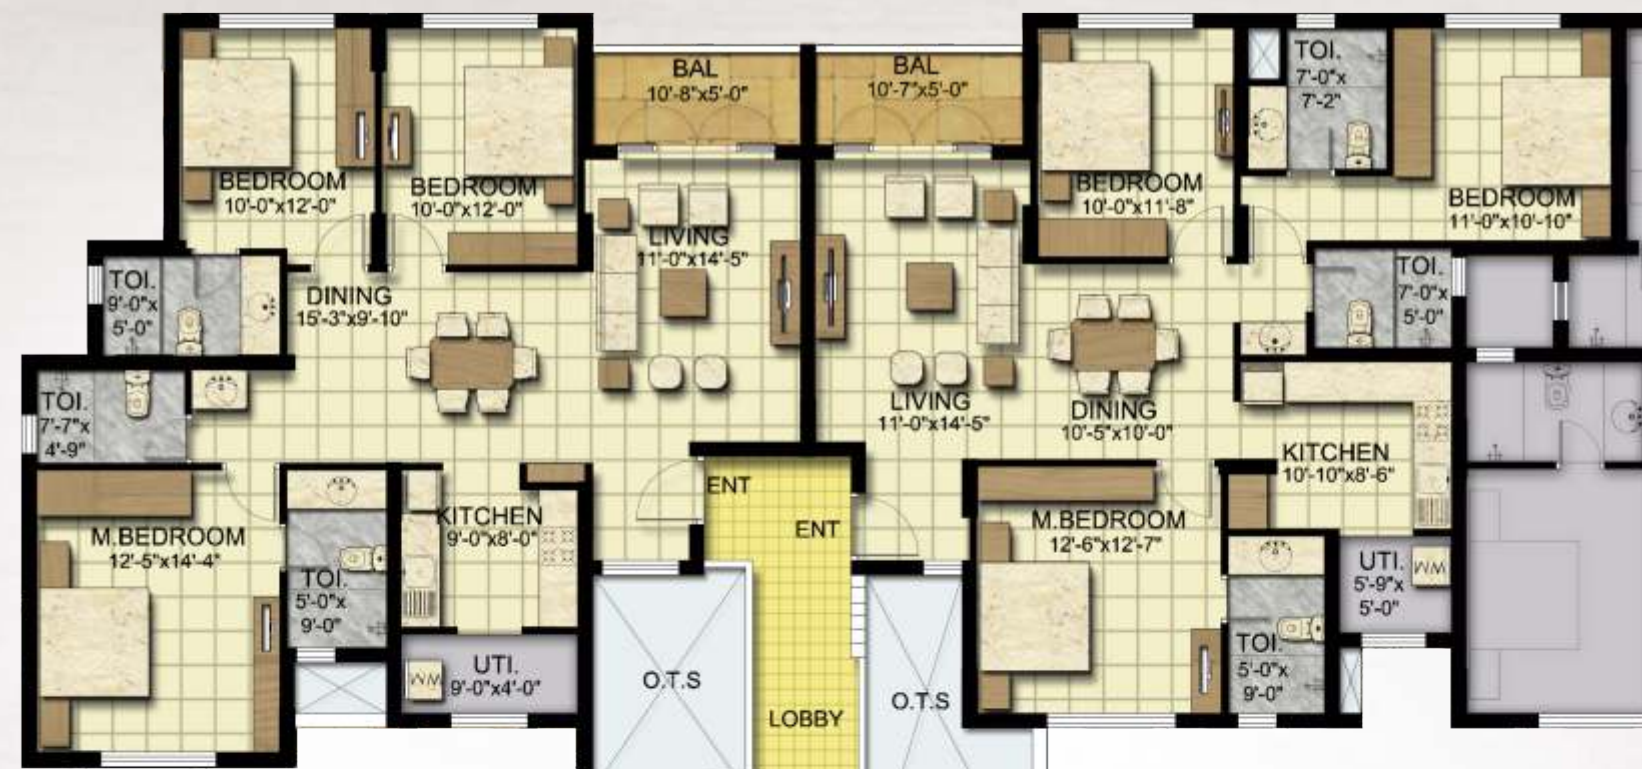 BAL
10'-8"x5'-0"
BAL
10'-7"x5'-0"
TOI.
7'-0"x
7'-2"
BEDROOM
10'-0"x12'-0"
BEDROOM
10'-0"x12'-0"
BEDROOM
10'-0"x11'-8"
BEDROOM
11'-0"x10'-10"
LIVING
11'-0"x14'-5"
TOI.
9'-0"x
5'-0"
DINING
15'-3"x9'-10"
TOI.
7'-0"x
5'-0"
TOI.
7'-7"x
4'-9"
LIVING
11'-0"x14'-5"
DINING
10'-5"x10'-0"
KITCHEN
10'-10"x8'-6"
ENT
ENT
M.BEDROOM
12'-5"x14'-4"
KITCHEN
9'-0"x8'-0"
M.BEDROOM
12'-6"x12'-7"
TOI.
5'-0"x
9'-0"
UTI.
5'-9"x
5'-0"
WM
UTI.
9'-0"x4'-0"
WM
O.T.S
O.T.S
LOBBY
TOI.
5'-0"x
9'-0"